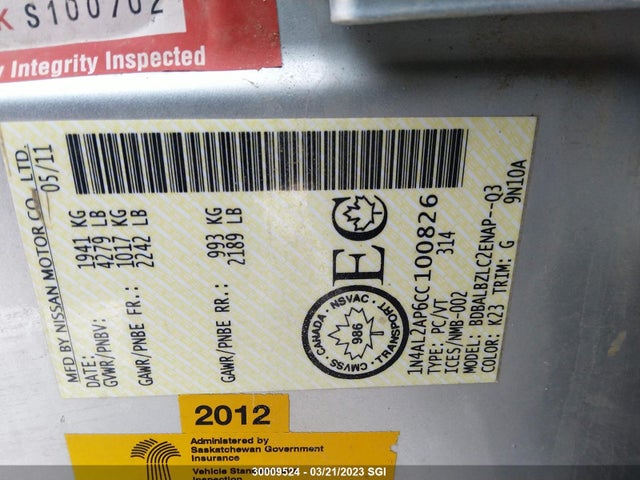 K S100702
Integrity Inspected
MFD BY NISSAN MOTOR CO., LTD.
DATE: 05/11
GVWR/PNBV: 1941 KG
4279 LB
GAWR/PNBE FR.: 1017 KG
2242 LB
GAWR/PNBE RR.: 993 KG
2189 LB
EC
CANADA · NSVAC · TRANSPORT · CMVSS
986
1N4AL2AP6CC100826
TYPE: PC/VT 314
ICES/NMB-002
MODEL: BDBALBZLC2ENAP--Q3
COLOR: K23 TRIM: G 9N10A
2012
Administered by
Saskatchewan Government
Insurance
Vehicle Stan
Inspection
30009524 - 03/21/2023 SGI